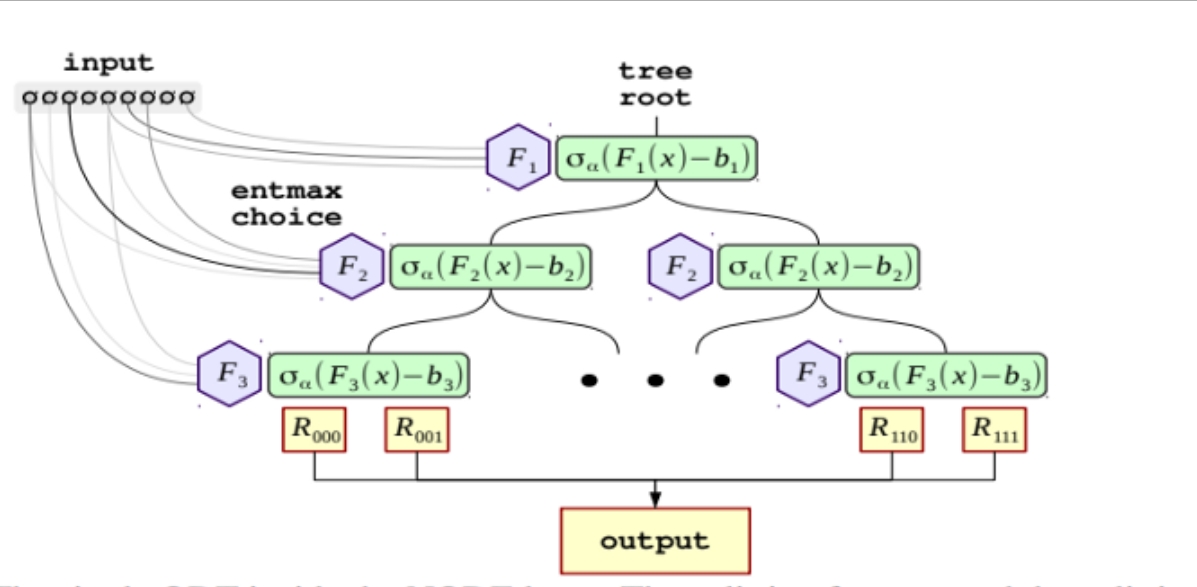 input
σσσσσσσσσ
tree
root
F₁ σα(F₁(x)−b₁)
entmax
choice
F₂ σα(F₂(x)−b₂) F₂ σα(F₂(x)−b₂)
F₃ σα(F₃(x)−b₃) • • • F₃ σα(F₃(x)−b₃)
R₀₀₀ R₀₀₁ R₁₁₀ R₁₁₁
output